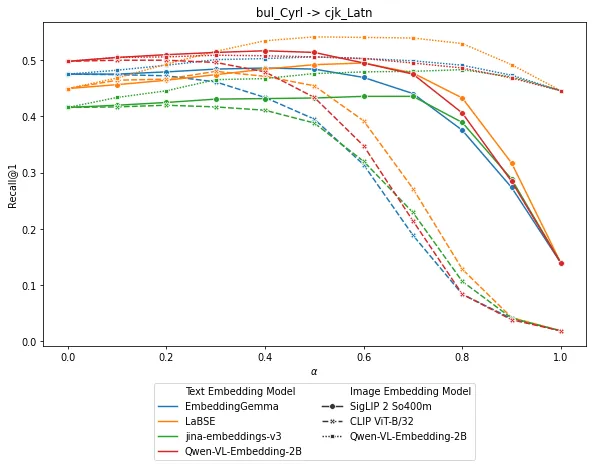 bul_Cyrl -> cjk_Latn
Recall@1
0.5
0.4
0.3
0.2
0.1
0.0
0.0 0.2 0.4 0.6 0.8 1.0
α
Text Embedding Model
EmbeddingGemma
LaBSE
jina-embeddings-v3
Qwen-VL-Embedding-2B
Image Embedding Model
SigLIP 2 So400m
CLIP ViT-B/32
Qwen-VL-Embedding-2B